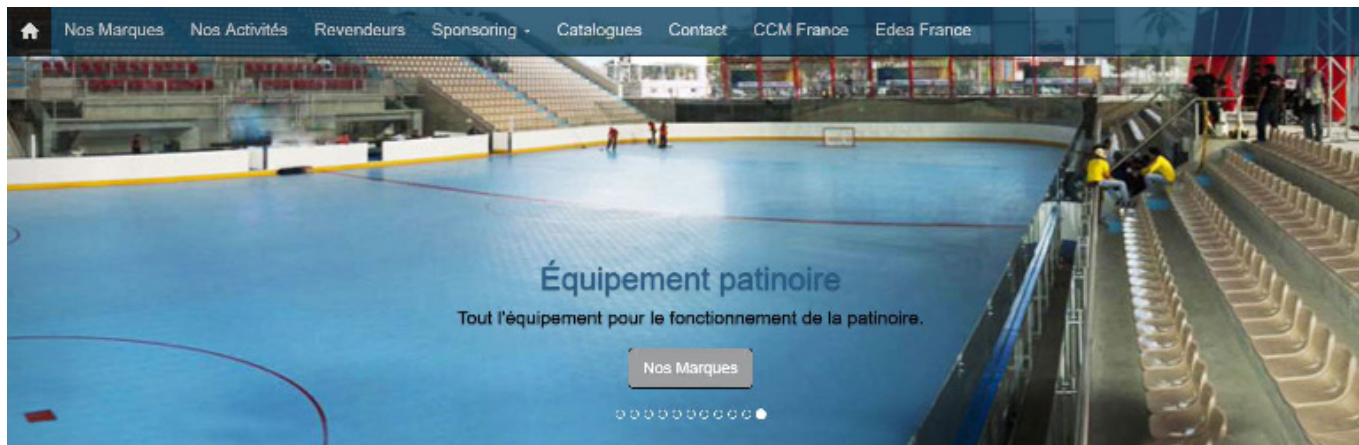 Nos Marques Nos Activités Revendeurs Sponsoring - Catalogues Contact CCM France Edea France
Équipement patinoire
Tout l'équipement pour le fonctionnement de la patinoire.
Nos Marques